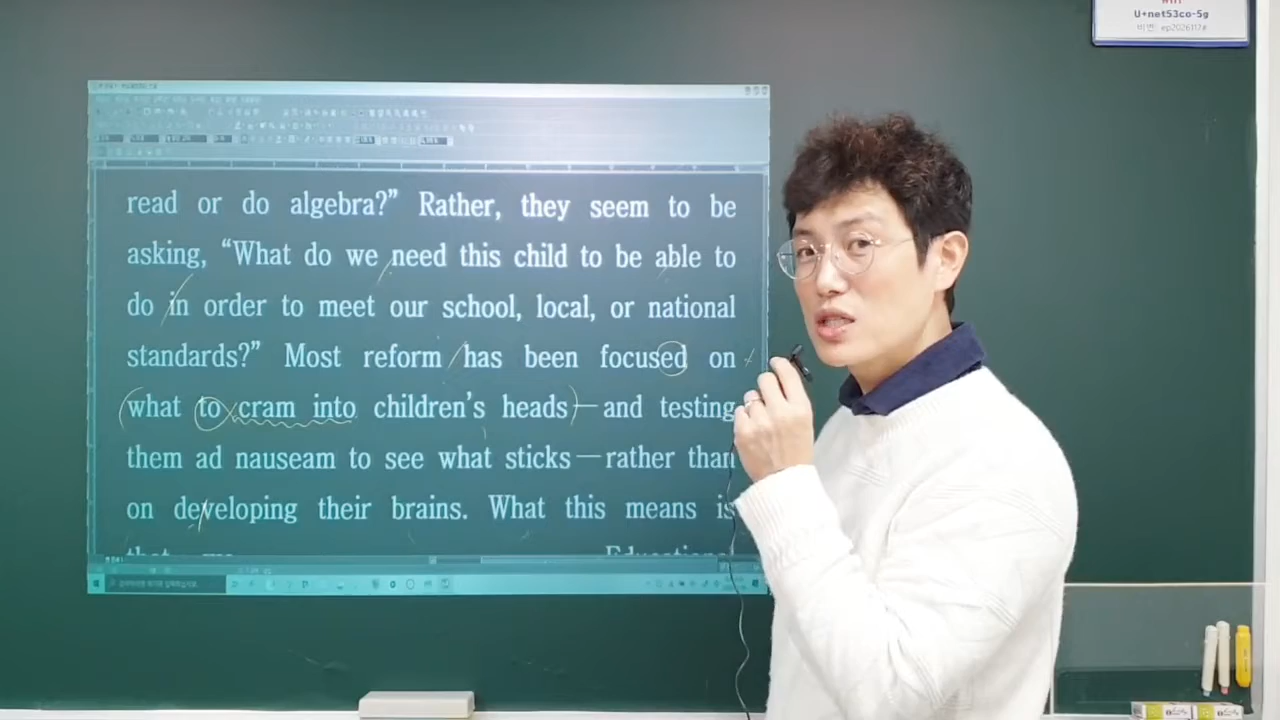 U+net53co-5g
비번: ep2026117#
read or do algebra?” Rather, they seem to be
asking, “What do we need this child to be able to
do in order to meet our school, local, or national
standards?” Most reform has been focused on
what to cram into children’s heads—and testing
them ad nauseam to see what sticks—rather than
on developing their brains. What this means is